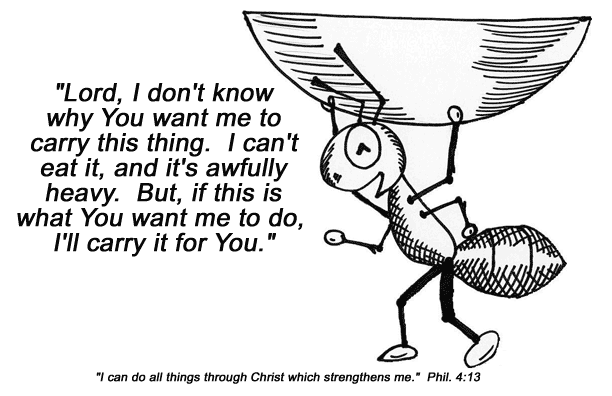 "Lord, I don't know
why You want me to
carry this thing.  I can't
eat it, and it's awfully
heavy.  But, if this is
what You want me to do,
I'll carry it for You."
"I can do all things through Christ which strengthens me."  Phil. 4:13